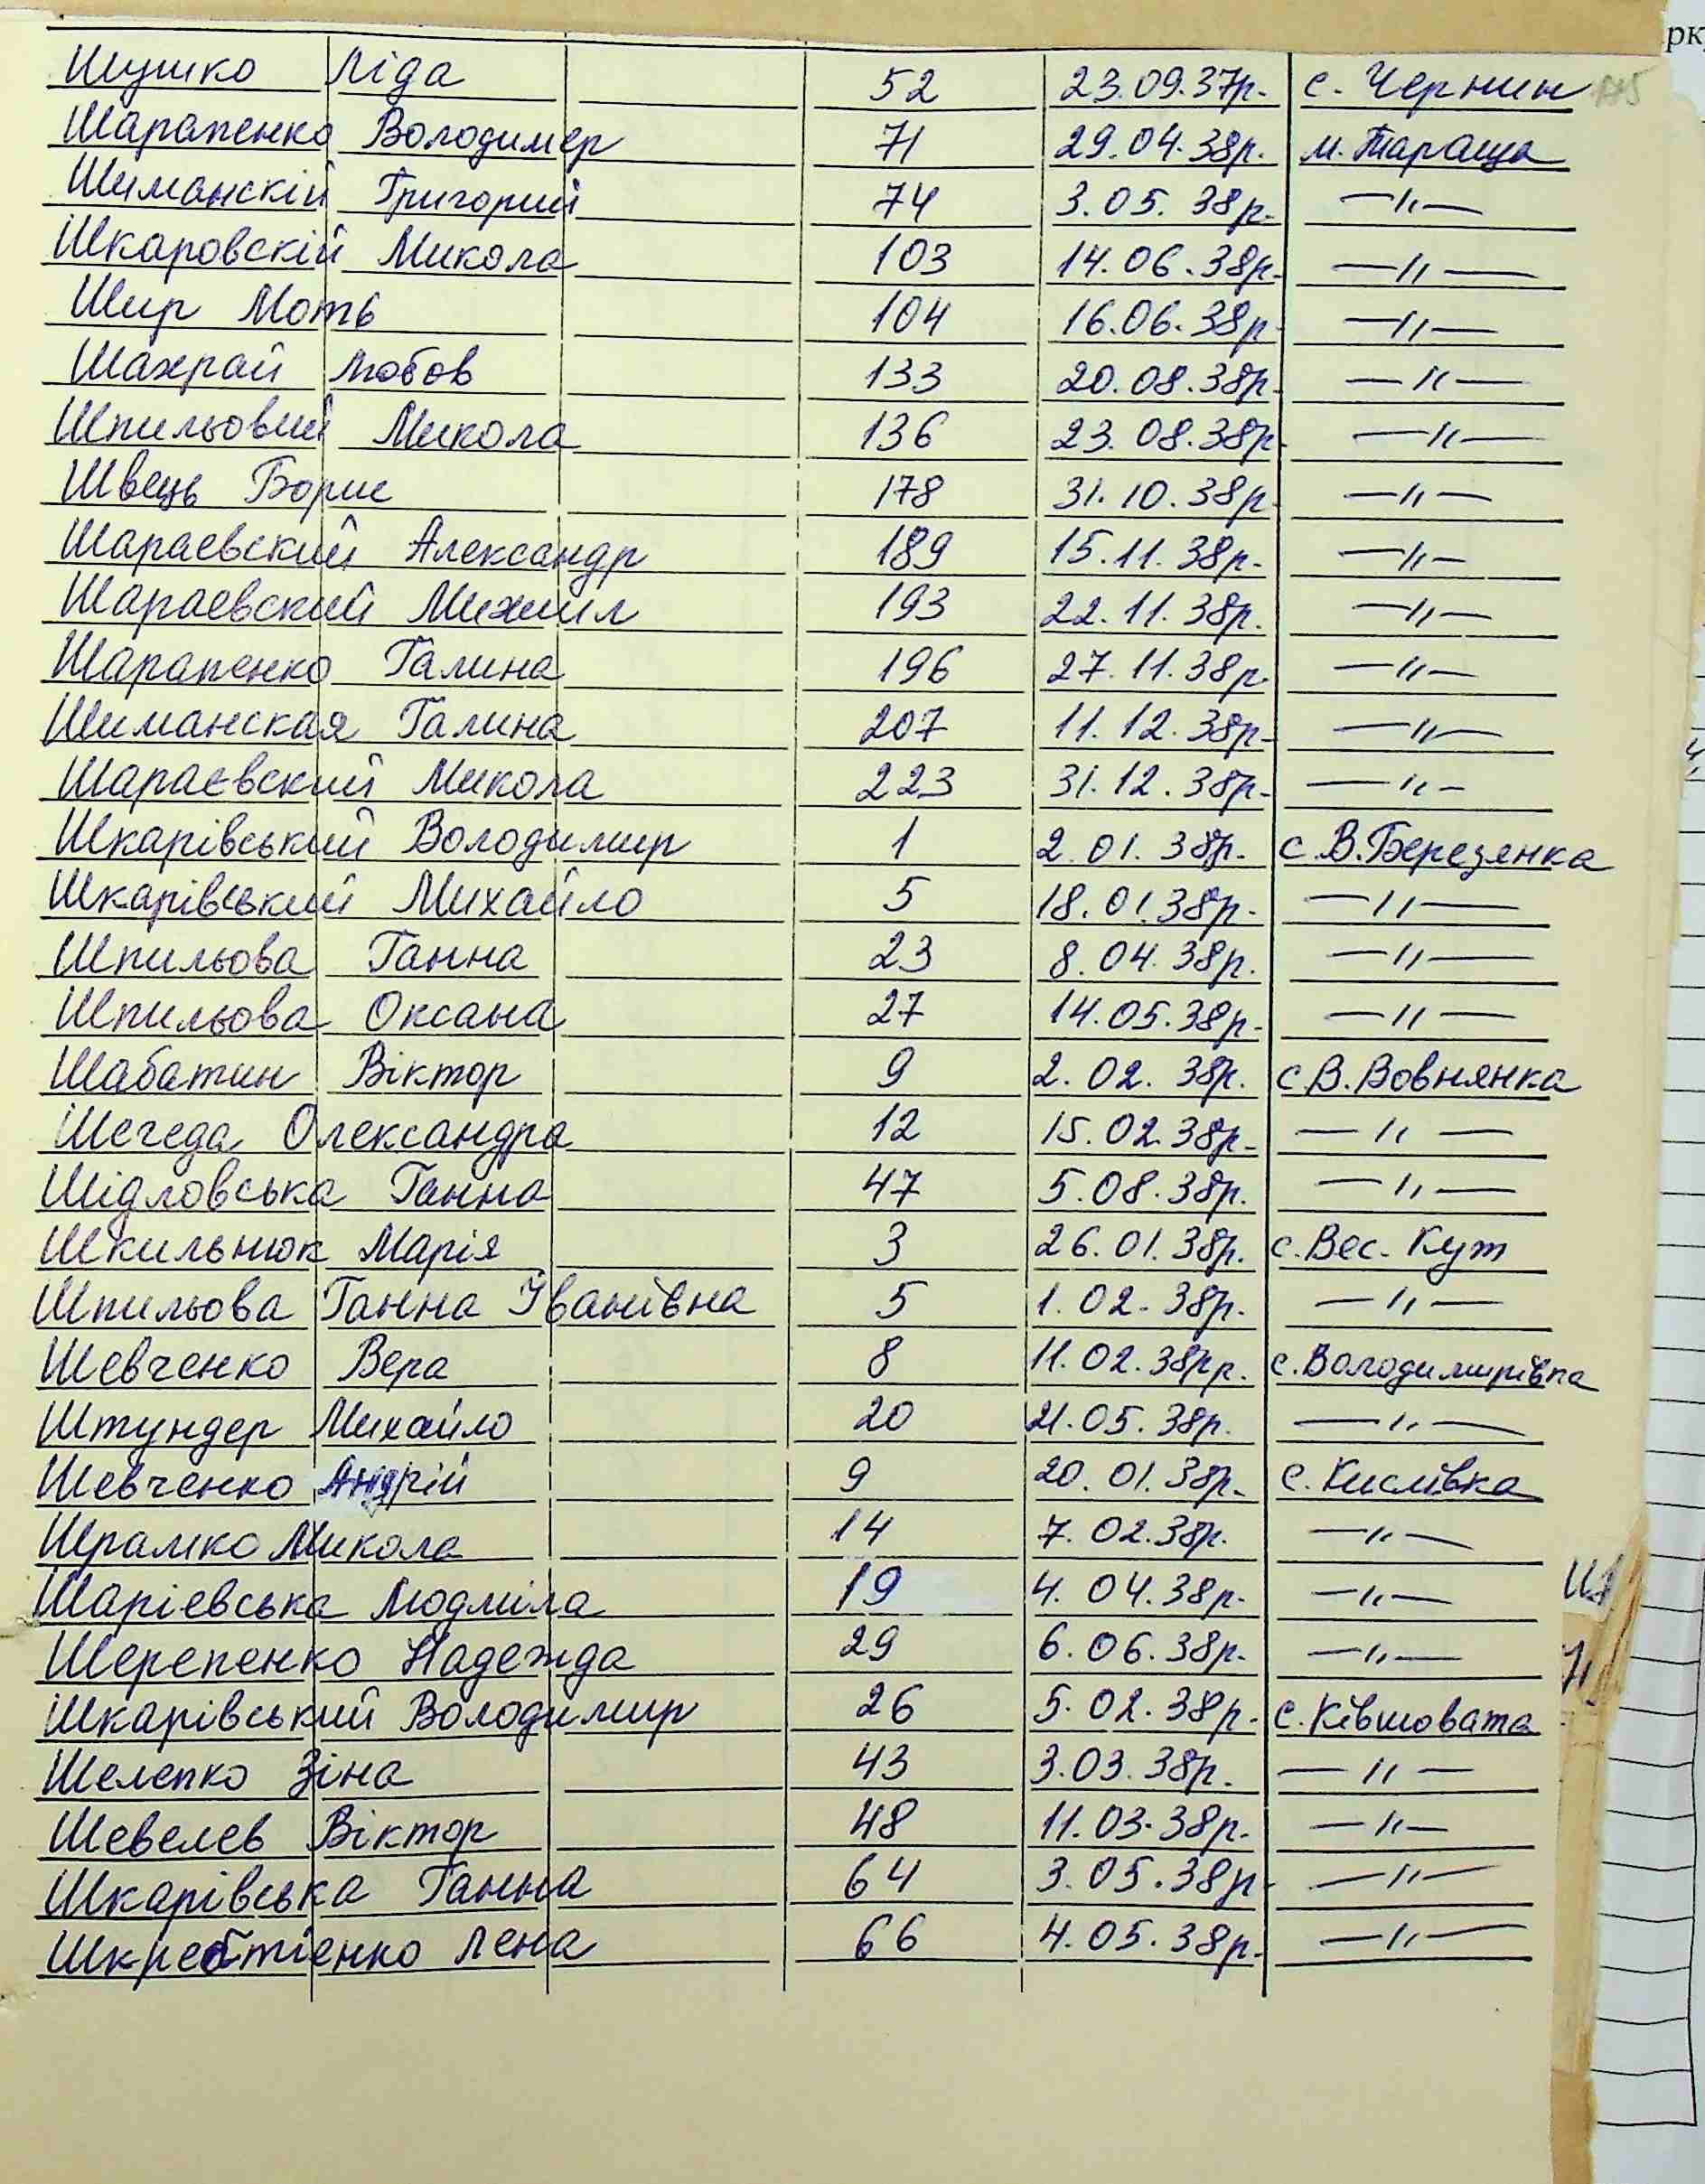 Шушко Ліда 52 23.09.37р. с. Чернин
Шарапенко Володимер 71 29.04.38р. м. Тараща
Шиманскій Григорий 74 3.05.38р. —"—
Шкаровскій Микола 103 14.06.38р. —"—
Шир Моть 104 16.06.38р. —"—
Шахрай Любов 133 20.08.38р. —"—
Шпильовий Микола 136 23.08.38р. —"—
Швець Борис 178 31.10.38р. —"—
Шараевский Александр 189 15.11.38р. —"—
Шараевский Михаил 193 22.11.38р. —"—
Шарапенко Галина 196 27.11.38р. —"—
Шиманская Галина 207 11.12.38р. —"—
Шараєвский Микола 223 31.12.38р. —"—
Шкарівський Володимир 1 2.01.38р. с.В.Березянка
Шкарівський Михайло 5 18.01.38р. —"—
Шпильова Ганна 23 8.04.38р. —"—
Шпильова Оксана 27 14.05.38р. —"—
Шабатин Віктор 9 2.02.38р. с В.Вовнянка
Шегеда Олександра 12 15.02.38р. —"—
Шідловська Ганна 47 5.08.38р. —"—
Шкильнюк Марія 3 26.01.38р. с.Вес. Кут
Шпильова Ганна Іванівна 5 1.02.38р. —"—
Шевченко Вера 8 11.02.38рр. с.Володимирівка
Штундер Михайло 20 21.05.38р. —"—
Шевченко Андрій 9 20.01.38р. с.Кислівка
Шрамко Микола 14 7.02.38р. —"—
Шарієвська Людміла 19 4.04.38р. —"—
Шерепенко Надежда 29 6.06.38р. —"—
Шкарівський Володимир 26 5.02.38р. с.Ківшовата
Шелепко Зіна 43 3.03.38р. —"—
Шевелев Віктор 48 11.03.38р. —"—
Шкарівська Ганна 64 3.05.38р. —"—
Шкребтієнко Лена 66 4.05.38р. —"—